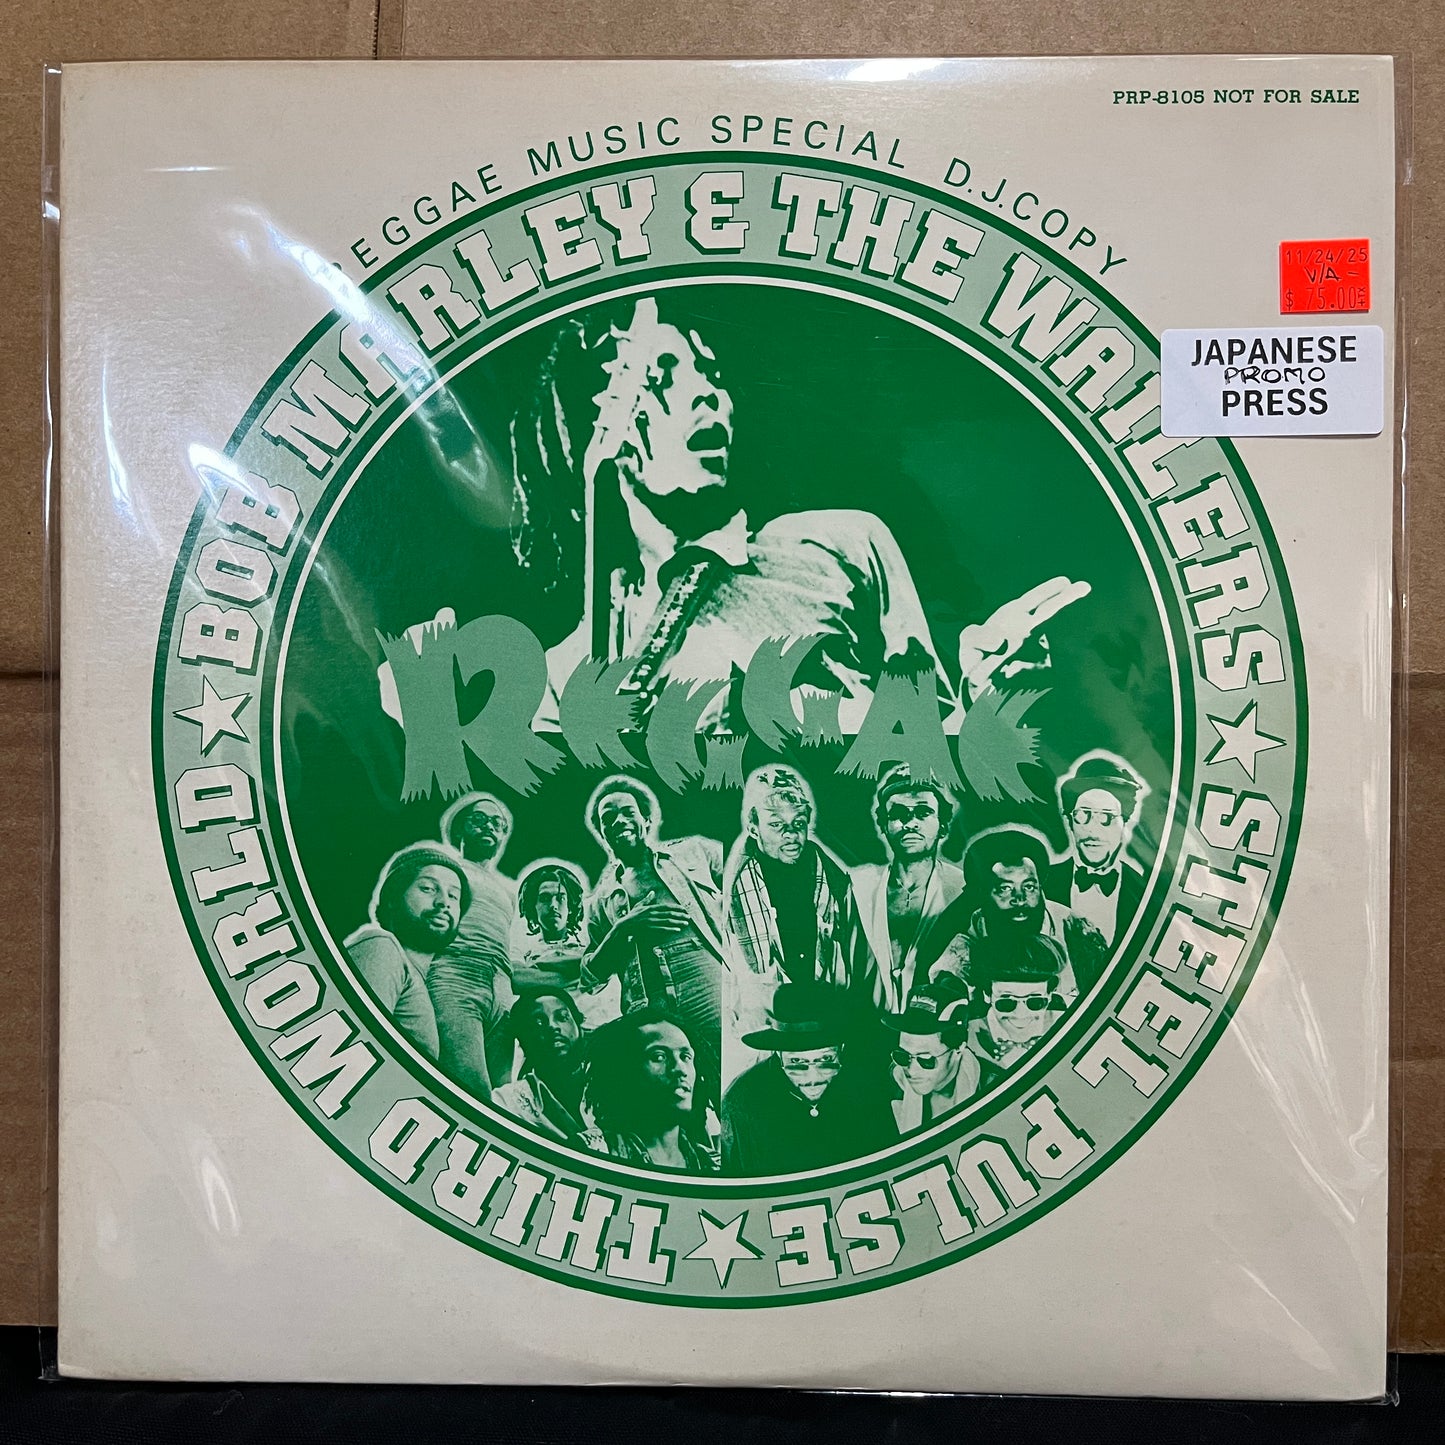 PRP-8105 NOT FOR SALE
REGGAE MUSIC SPECIAL D.J.COPY
BOB MARLEY & THE WAILERS ★ STEEL PULSE ★ THIRD WORLD ★
11/24/25
V/A -
$ 75.00
JAPANESE
PROMO
PRESS
REGGAE